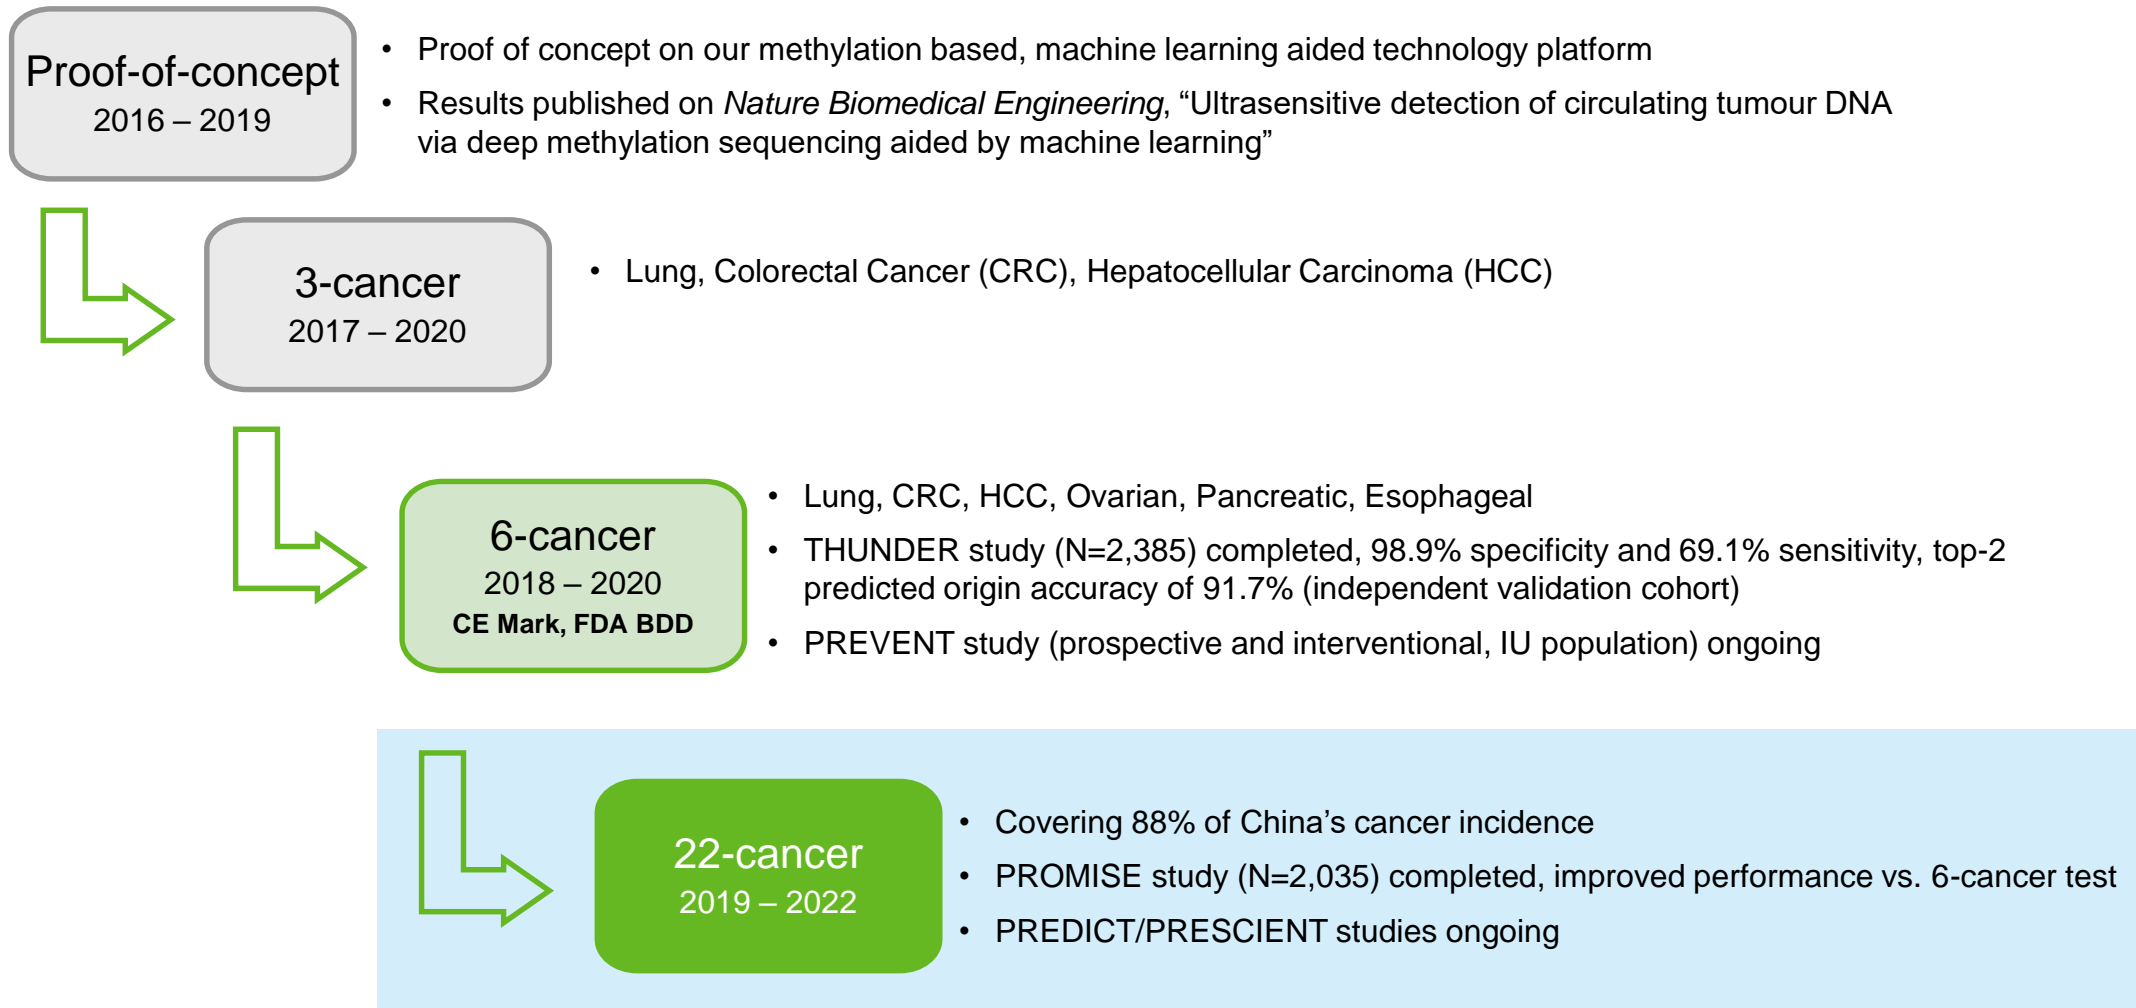 Proof-of-concept
2016 – 2019
• Proof of concept on our methylation based, machine learning aided technology platform
• Results published on Nature Biomedical Engineering, “Ultrasensitive detection of circulating tumour DNA
via deep methylation sequencing aided by machine learning”
3-cancer
2017 – 2020
• Lung, Colorectal Cancer (CRC), Hepatocellular Carcinoma (HCC)
6-cancer
2018 – 2020
CE Mark, FDA BDD
• Lung, CRC, HCC, Ovarian, Pancreatic, Esophageal
• THUNDER study (N=2,385) completed, 98.9% specificity and 69.1% sensitivity, top-2
predicted origin accuracy of 91.7% (independent validation cohort)
• PREVENT study (prospective and interventional, IU population) ongoing
22-cancer
2019 – 2022
• Covering 88% of China’s cancer incidence
• PROMISE study (N=2,035) completed, improved performance vs. 6-cancer test
• PREDICT/PRESCIENT studies ongoing